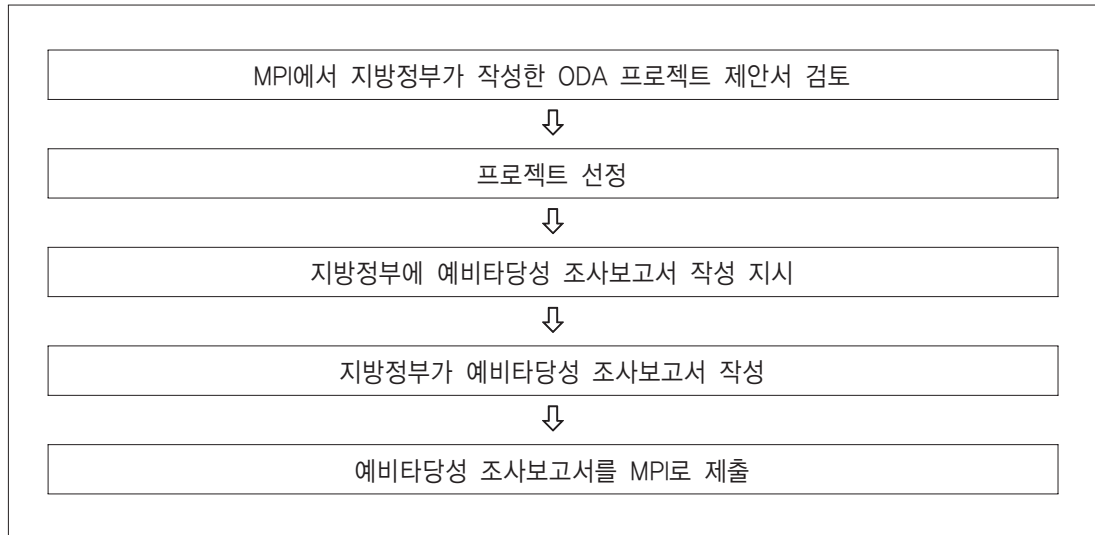 MPI에서 지방정부가 작성한 ODA 프로젝트 제안서 검토
⇩
프로젝트 선정
⇩
지방정부에 예비타당성 조사보고서 작성 지시
⇩
지방정부가 예비타당성 조사보고서 작성
⇩
예비타당성 조사보고서를 MPI로 제출